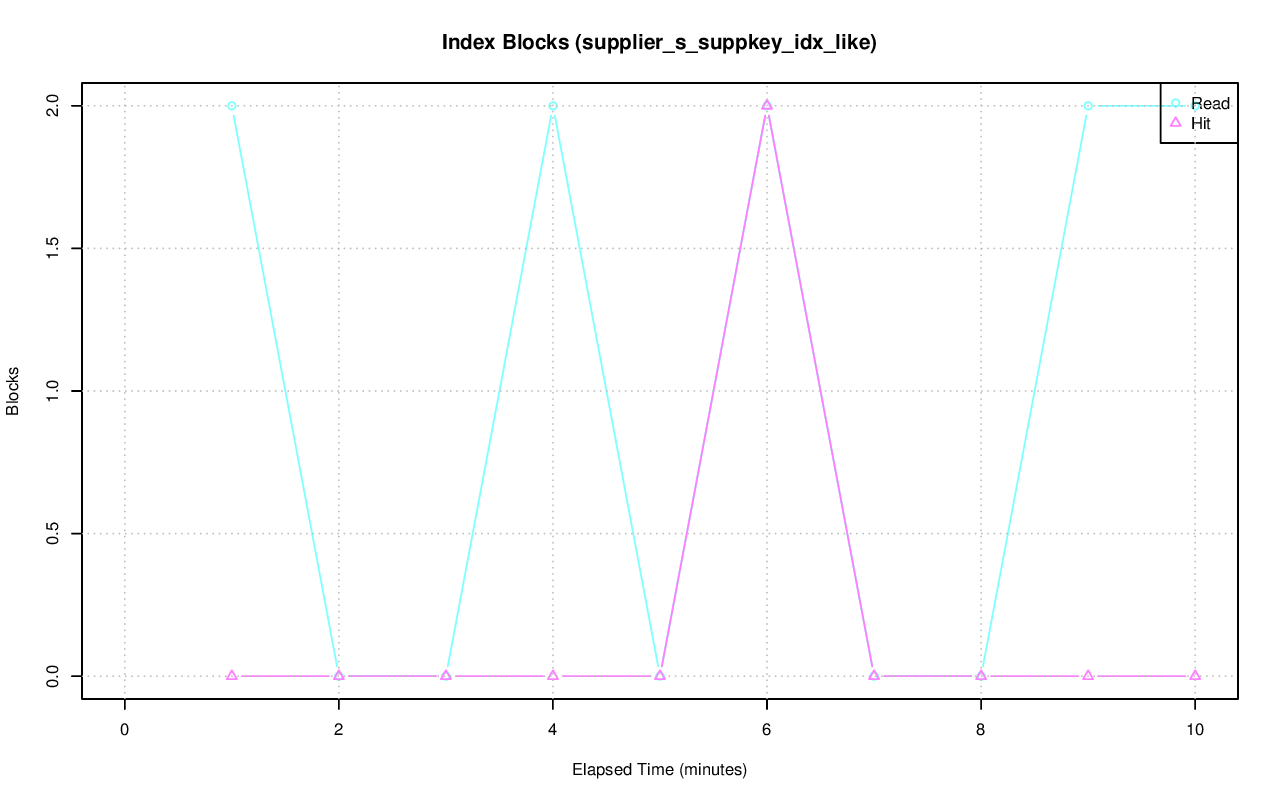 Index Blocks (supplier_s_suppkey_idx_like)
Read
Hit
2.0
1.5
1.0
0.5
0.0
Blocks
0 2 4 6 8 10
Elapsed Time (minutes)